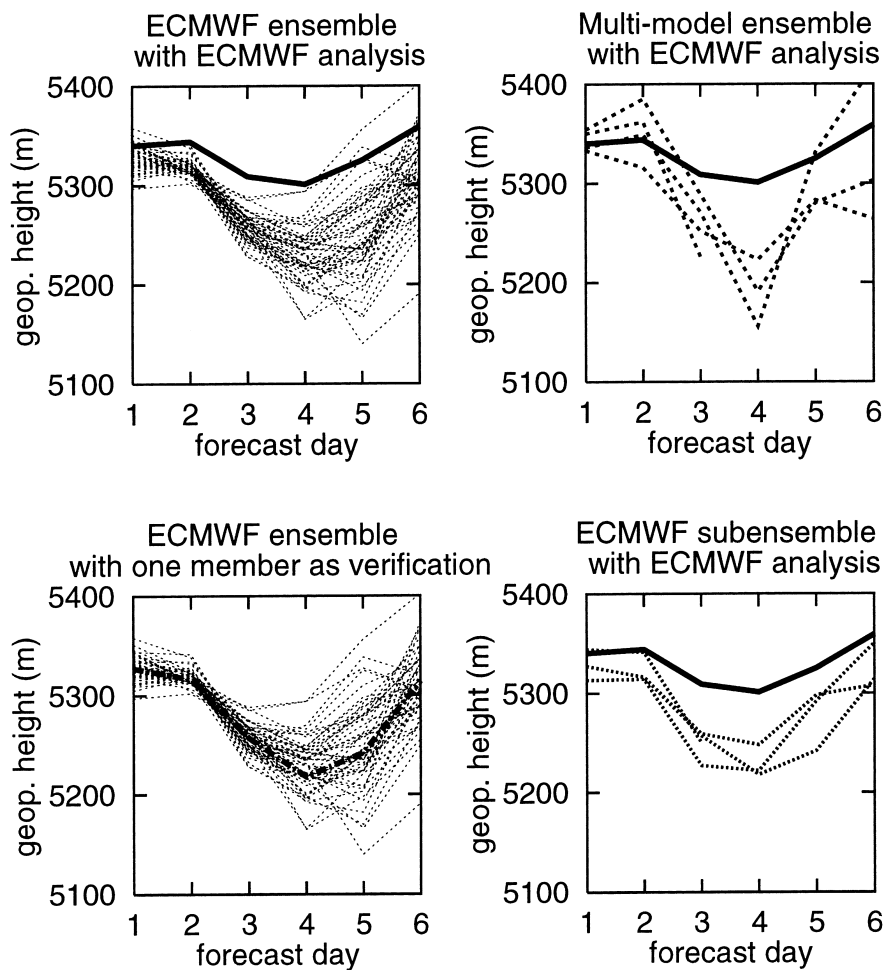 ECMWF ensemble
with ECMWF analysis
5400
5300
5200
5100
geop. height (m)
1 2 3 4 5 6
forecast day
Multi-model ensemble
with ECMWF analysis
5400
5300
5200
5100
geop. height (m)
1 2 3 4 5 6
forecast day
ECMWF ensemble
with one member as verification
5400
5300
5200
5100
geop. height (m)
1 2 3 4 5 6
forecast day
ECMWF subensemble
with ECMWF analysis
5400
5300
5200
5100
geop. height (m)
1 2 3 4 5 6
forecast day